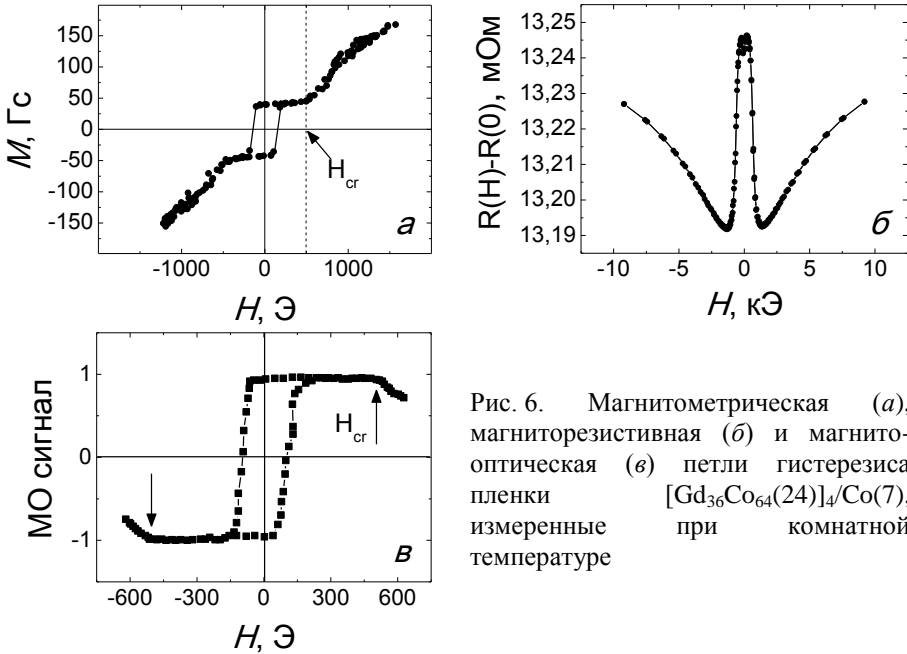 150
100
50
0
-50
-100
-150
М, Гс
H_cr
а
-1000 0 1000
Н, Э
13,25
13,24
13,23
13,22
13,21
13,20
13,19
R(H)-R(0), мОм
б
-10 -5 0 5 10
Н, кЭ
1
0
-1
МО сигнал
H_cr
в
-600 -300 0 300 600
Н, Э
Рис. 6. Магнитометрическая (а),
магниторезистивная (б) и магнито-
оптическая (в) петли гистерезиса
пленки [Gd₃₆Co₆₄(24)]₄/Co(7),
измеренные при комнатной
температуре